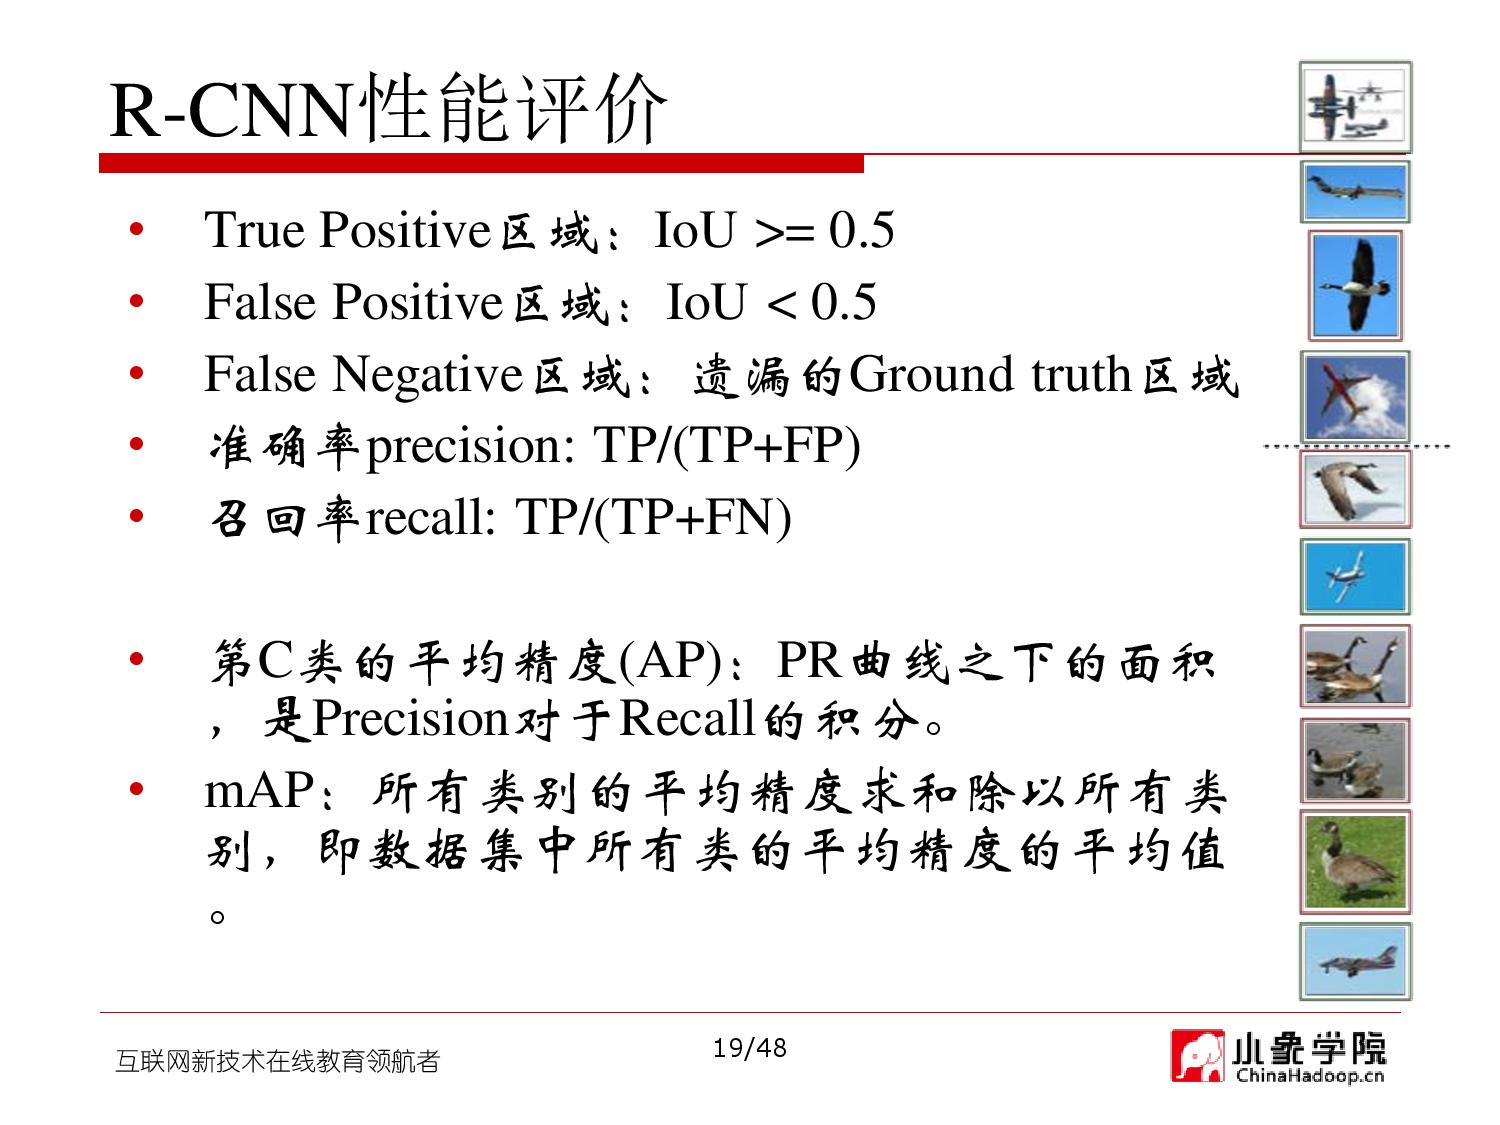 R-CNN性能评价
• True Positive区域：IoU >= 0.5
• False Positive区域：IoU < 0.5
• False Negative区域：遗漏的Ground truth区域
• 准确率precision: TP/(TP+FP)
• 召回率recall: TP/(TP+FN)
• 第C类的平均精度(AP)：PR曲线之下的面积
，是Precision对于Recall的积分。
• mAP：所有类别的平均精度求和除以所有类
别，即数据集中所有类的平均精度的平均值
。
互联网新技术在线教育领航者
19/48
小象学院
ChinaHadoop.cn